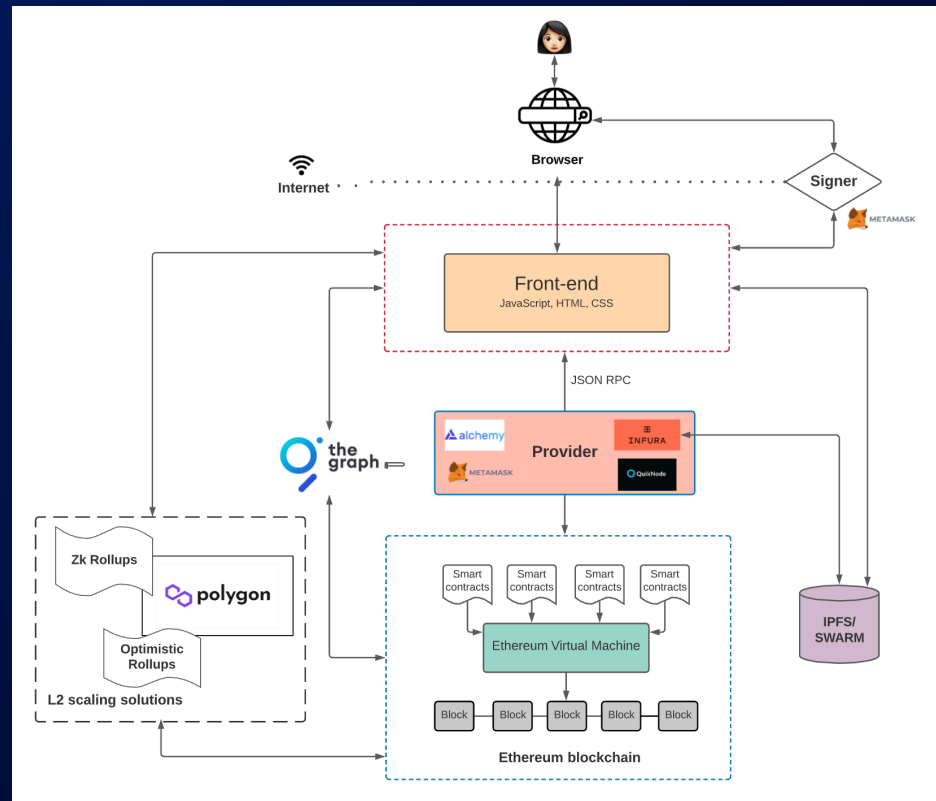 Browser
Internet
Signer
METAMASK
Front-end
JavaScript, HTML, CSS
JSON RPC
alchemy
Provider
INFURA
METAMASK
QuikNode
the
graph
Zk Rollups
polygon
Optimistic
Rollups
L2 scaling solutions
Smart
contracts
Smart
contracts
Smart
contracts
Smart
contracts
Ethereum Virtual Machine
Block
Block
Block
Block
Block
Ethereum blockchain
IPFS/
SWARM